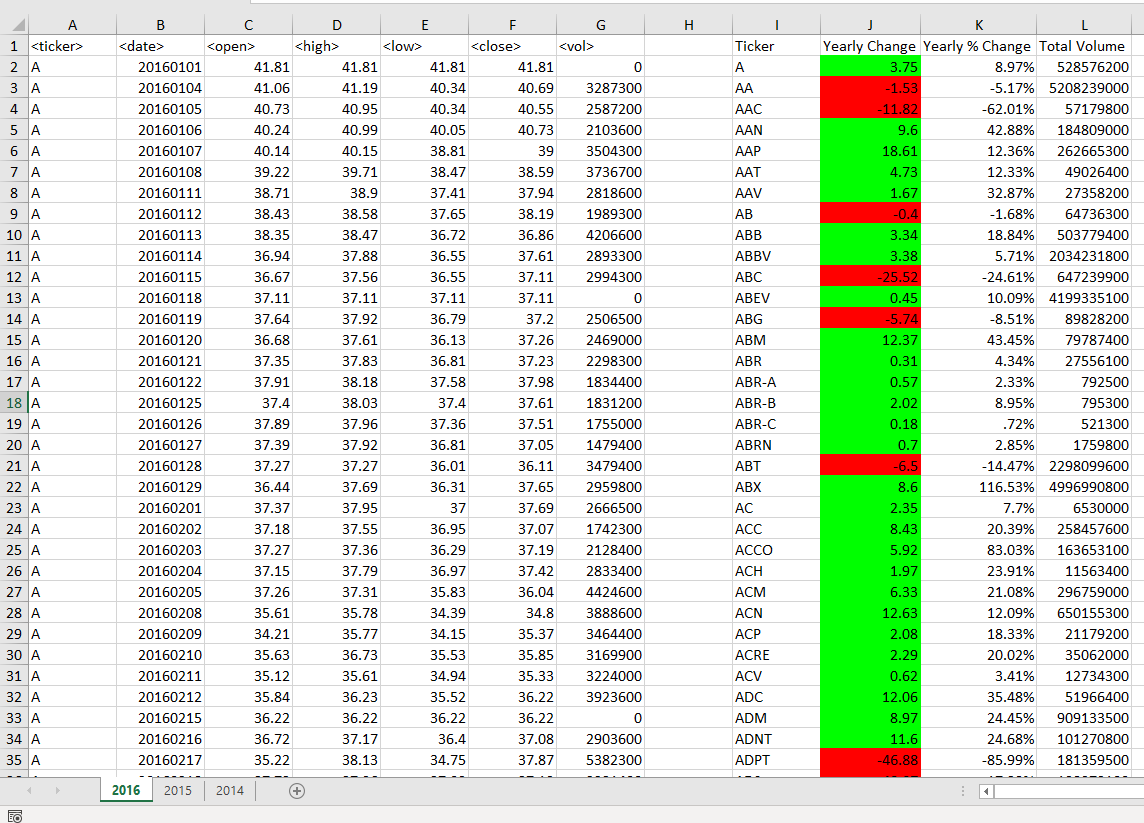 A B C D E F G H I J K L
1 <ticker> <date> <open> <high> <low> <close> <vol> Ticker Yearly Change Yearly % Change Total Volume
2 A 20160101 41.81 41.81 41.81 41.81 0 A 3.75 8.97% 528576200
3 A 20160104 41.06 41.19 40.34 40.69 3287300 AA -1.53 -5.17% 5208239000
4 A 20160105 40.73 40.95 40.34 40.55 2587200 AAC -11.82 -62.01% 57179800
5 A 20160106 40.24 40.99 40.05 40.73 2103600 AAN 9.6 42.88% 184809000
6 A 20160107 40.14 40.15 38.81 39 3504300 AAP 18.61 12.36% 262665300
7 A 20160108 39.22 39.71 38.47 38.59 3736700 AAT 4.73 12.33% 49026400
8 A 20160111 38.71 38.9 37.41 37.94 2818600 AAV 1.67 32.87% 27358200
9 A 20160112 38.43 38.58 37.65 38.19 1989300 AB -0.4 -1.68% 64736300
10 A 20160113 38.35 38.47 36.72 36.86 4206600 ABB 3.34 18.84% 503779400
11 A 20160114 36.94 37.88 36.55 37.61 2893300 ABBV 3.38 5.71% 2034231800
12 A 20160115 36.67 37.56 36.55 37.11 2994300 ABC -25.52 -24.61% 647239900
13 A 20160118 37.11 37.11 37.11 37.11 0 ABEV 0.45 10.09% 4199335100
14 A 20160119 37.64 37.92 36.79 37.2 2506500 ABG -5.74 -8.51% 89828200
15 A 20160120 36.68 37.61 36.13 37.26 2469000 ABM 12.37 43.45% 79787400
16 A 20160121 37.35 37.83 36.81 37.23 2298300 ABR 0.31 4.34% 27556100
17 A 20160122 37.91 38.18 37.58 37.98 1834400 ABR-A 0.57 2.33% 792500
18 A 20160125 37.4 38.03 37.4 37.61 1831200 ABR-B 2.02 8.95% 795300
19 A 20160126 37.89 37.96 37.36 37.51 1755000 ABR-C 0.18 .72% 521300
20 A 20160127 37.39 37.92 36.81 37.05 1479400 ABRN 0.7 2.85% 1759800
21 A 20160128 37.27 37.27 36.01 36.11 3479400 ABT -6.5 -14.47% 2298099600
22 A 20160129 36.44 37.69 36.31 37.65 2959800 ABX 8.6 116.53% 4996990800
23 A 20160201 37.37 37.95 37 37.69 2666500 AC 2.35 7.7% 6530000
24 A 20160202 37.18 37.55 36.95 37.07 1742300 ACC 8.43 20.39% 258457600
25 A 20160203 37.27 37.36 36.29 37.19 2128400 ACCO 5.92 83.03% 163653100
26 A 20160204 37.15 37.79 36.97 37.42 2833400 ACH 1.97 23.91% 11563400
27 A 20160205 37.26 37.31 35.83 36.04 4424600 ACM 6.33 21.08% 296759000
28 A 20160208 35.61 35.78 34.39 34.8 3888600 ACN 12.63 12.09% 650155300
29 A 20160209 34.21 35.77 34.15 35.37 3464400 ACP 2.08 18.33% 21179200
30 A 20160210 35.63 36.73 35.53 35.85 3169900 ACRE 2.29 20.02% 35062000
31 A 20160211 35.12 35.61 34.94 35.33 3224000 ACV 0.62 3.41% 12734300
32 A 20160212 35.84 36.23 35.52 36.22 3923600 ADC 12.06 35.48% 51966400
33 A 20160215 36.22 36.22 36.22 36.22 0 ADM 8.97 24.45% 909133500
34 A 20160216 36.72 37.17 36.4 37.08 2903600 ADNT 11.6 24.68% 101270800
35 A 20160217 35.22 38.13 34.75 37.87 5382300 ADPT -46.88 -85.99% 181359500
2016 2015 2014